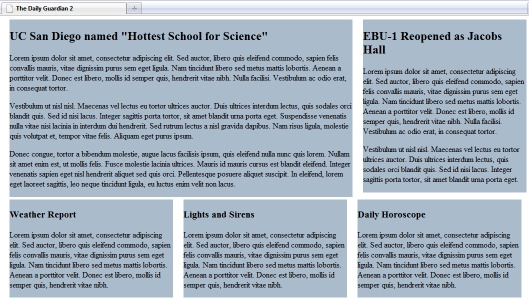 The Daily Guardian 2
UC San Diego named "Hottest School for Science"
Lorem ipsum dolor sit amet, consectetur adipiscing elit. Sed auctor, libero quis eleifend commodo, sapien felis
convallis mauris, vitae dignissim purus sem eget ligula. Nam tincidunt libero sed metus mattis lobortis. Aenean a
porttitor velit. Donec est libero, mollis id semper quis, hendrerit vitae nibh. Nulla facilisi. Vestibulum ac odio erat,
in consequat tortor.
Vestibulum ut nisl nisl. Maecenas vel lectus eu tortor ultrices auctor. Duis ultrices interdum lectus, quis sodales orci
blandit quis. Sed id nisi lacus. Integer sagittis porta tortor, sit amet blandit urna porta eget. Suspendisse venenatis
nulla vitae nisi lacinia in interdum dui hendrerit. Sed rutrum lectus a nisl gravida dapibus. Nam risus ligula, molestie
quis volutpat et, tempor vitae felis. Aliquam eget purus ipsum.
Donec congue, tortor a bibendum molestie, augue lacus facilisis ipsum, quis eleifend nulla nunc quis lorem. Nullam
sit amet enim est, ut mollis felis. Fusce molestie lacinia ultrices. Mauris id mauris cursus est blandit eleifend. Integer
venenatis sapien eget nisl hendrerit aliquet sed quis orci. Pellentesque posuere aliquet suscipit. In eleifend, lorem
eget laoreet sagittis, leo neque tincidunt ligula, eu luctus enim velit non lacus.
EBU-1 Reopened as Jacobs
Hall
Lorem ipsum dolor sit amet, consectetur adipiscing
elit. Sed auctor, libero quis eleifend commodo, sapien
felis convallis mauris, vitae dignissim purus sem eget
ligula. Nam tincidunt libero sed metus mattis lobortis.
Aenean a porttitor velit. Donec est libero, mollis id
semper quis, hendrerit vitae nibh. Nulla facilisi.
Vestibulum ac odio erat, in consequat tortor.
Vestibulum ut nisl nisl. Maecenas vel lectus eu tortor
ultrices auctor. Duis ultrices interdum lectus, quis
sodales orci blandit quis. Sed id nisi lacus. Integer
sagittis porta tortor, sit amet blandit urna porta eget.
Weather Report
Lorem ipsum dolor sit amet, consectetur adipiscing
elit. Sed auctor, libero quis eleifend commodo, sapien
felis convallis mauris, vitae dignissim purus sem eget
ligula. Nam tincidunt libero sed metus mattis lobortis.
Aenean a porttitor velit. Donec est libero, mollis id
semper quis, hendrerit vitae nibh.
Lights and Sirens
Lorem ipsum dolor sit amet, consectetur adipiscing
elit. Sed auctor, libero quis eleifend commodo, sapien
felis convallis mauris, vitae dignissim purus sem eget
ligula. Nam tincidunt libero sed metus mattis lobortis.
Aenean a porttitor velit. Donec est libero, mollis id
semper quis, hendrerit vitae nibh.
Daily Horoscope
Lorem ipsum dolor sit amet, consectetur adipiscing
elit. Sed auctor, libero quis eleifend commodo, sapien
felis convallis mauris, vitae dignissim purus sem eget
ligula. Nam tincidunt libero sed metus mattis lobortis.
Aenean a porttitor velit. Donec est libero, mollis id
semper quis, hendrerit vitae nibh.